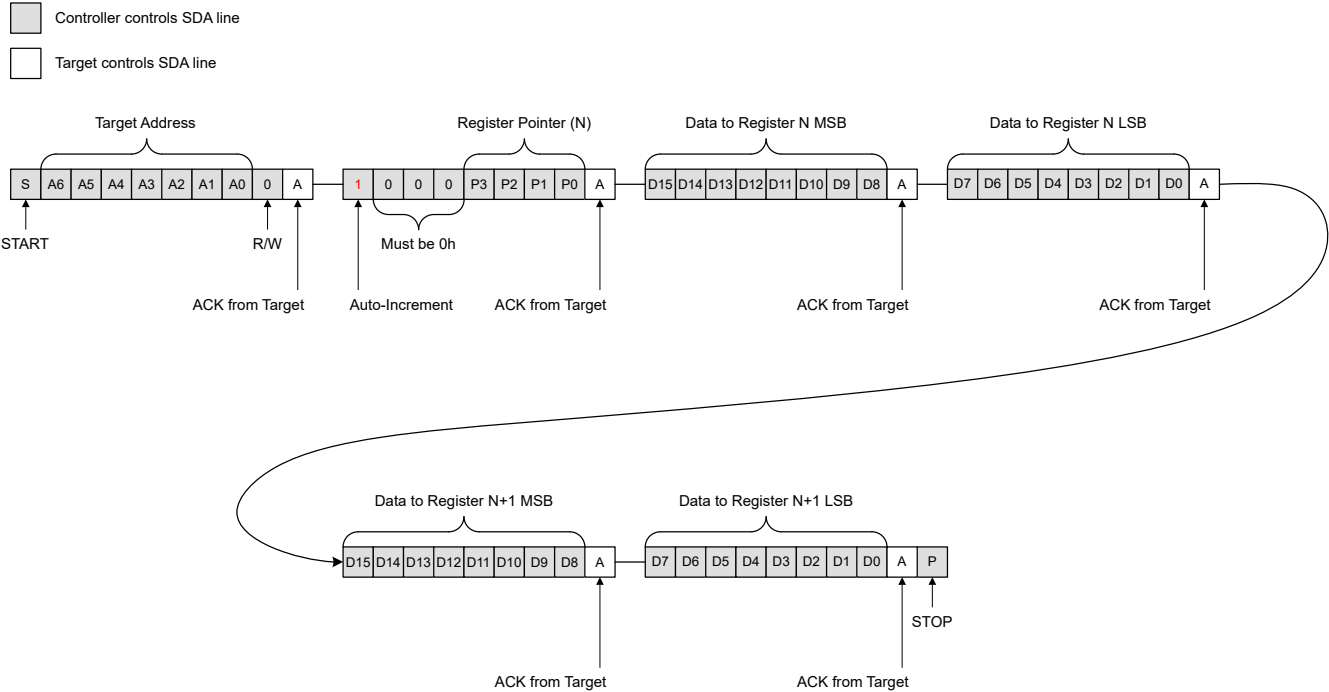 Controller controls SDA line
Target controls SDA line
Target Address
Register Pointer (N)
Data to Register N MSB
Data to Register N LSB
S A6 A5 A4 A3 A2 A1 A0 0 A 1 0 0 0 P3 P2 P1 P0 A D15 D14 D13 D12 D11 D10 D9 D8 A D7 D6 D5 D4 D3 D2 D1 D0 A
START
R/W
Must be 0h
ACK from Target
Auto-Increment
ACK from Target
ACK from Target
ACK from Target
Data to Register N+1 MSB
Data to Register N+1 LSB
D15 D14 D13 D12 D11 D10 D9 D8 A D7 D6 D5 D4 D3 D2 D1 D0 A P
STOP
ACK from Target
ACK from Target